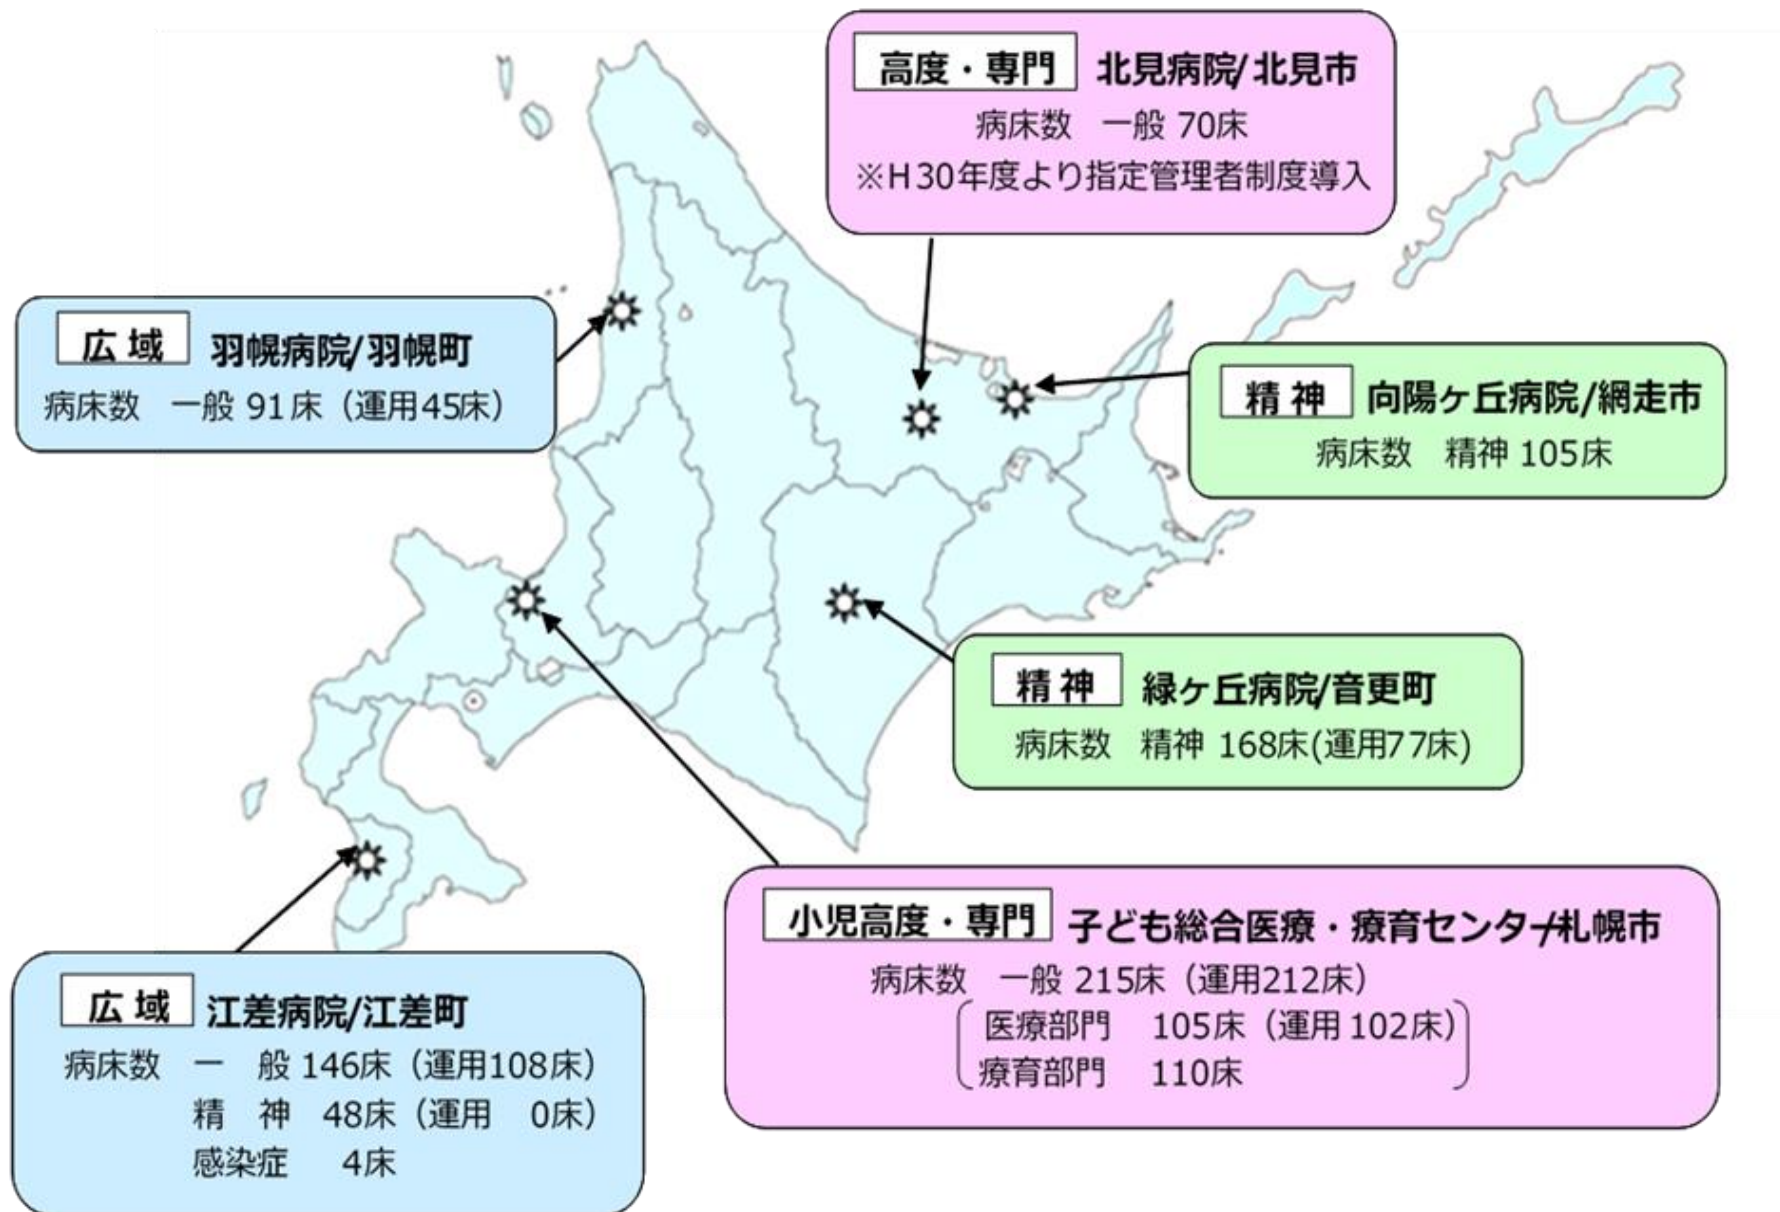 高度・専門 北見病院/北見市
病床数 一般 70床
※H30年度より指定管理者制度導入
広域 羽幌病院/羽幌町
病床数 一般 91床（運用45床）
精神 向陽ヶ丘病院/網走市
病床数 精神 105床
精神 緑ヶ丘病院/音更町
病床数 精神 168床(運用77床)
小児高度・専門 子ども総合医療・療育センター/札幌市
病床数 一般 215床（運用212床）
医療部門 105床（運用102床）
療育部門 110床
広域 江差病院/江差町
病床数 一 般 146床（運用108床）
精 神 48床（運用 0床）
感染症 4床